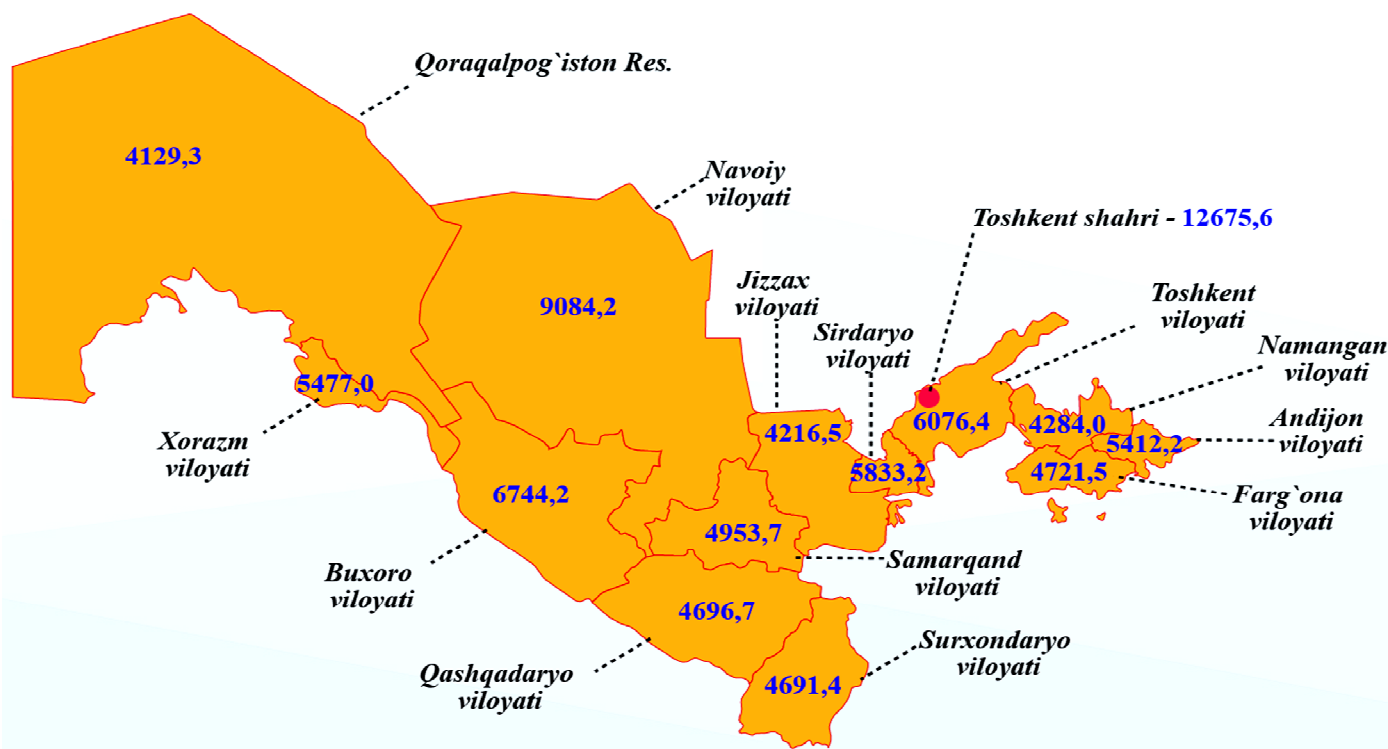 Qoraqalpog`iston Res.
4129,3
Navoiy
viloyati
Toshkent shahri - 12675,6
9084,2
Jizzax
viloyati
Toshkent
viloyati
Sirdaryo
viloyati
Namangan
viloyati
5477,0
6076,4
4284,0
Andijon
viloyati
4216,5
5412,2
Xorazm
viloyati
5833,2
4721,5
6744,2
Farg`ona
viloyati
4953,7
Samarqand
viloyati
Buxoro
viloyati
4696,7
Surxondaryo
viloyati
Qashqadaryo
viloyati
4691,4